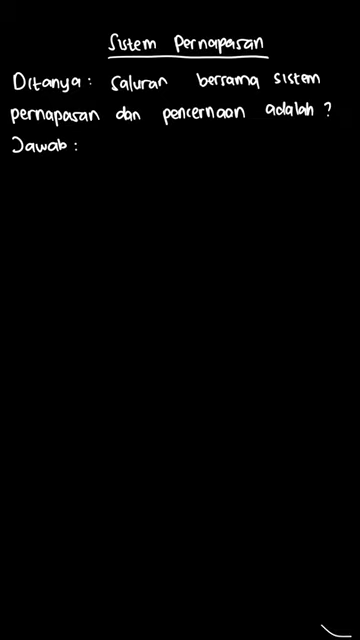 Sistem Pernapasan
Ditanya: Saluran bersama sistem
pernapasan dan pencernaan adalah?
Jawab: